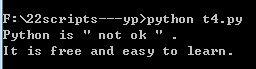 F:\22scripts---yp>python t4.py
Python is " not ok " .
It is free and easy to learn.